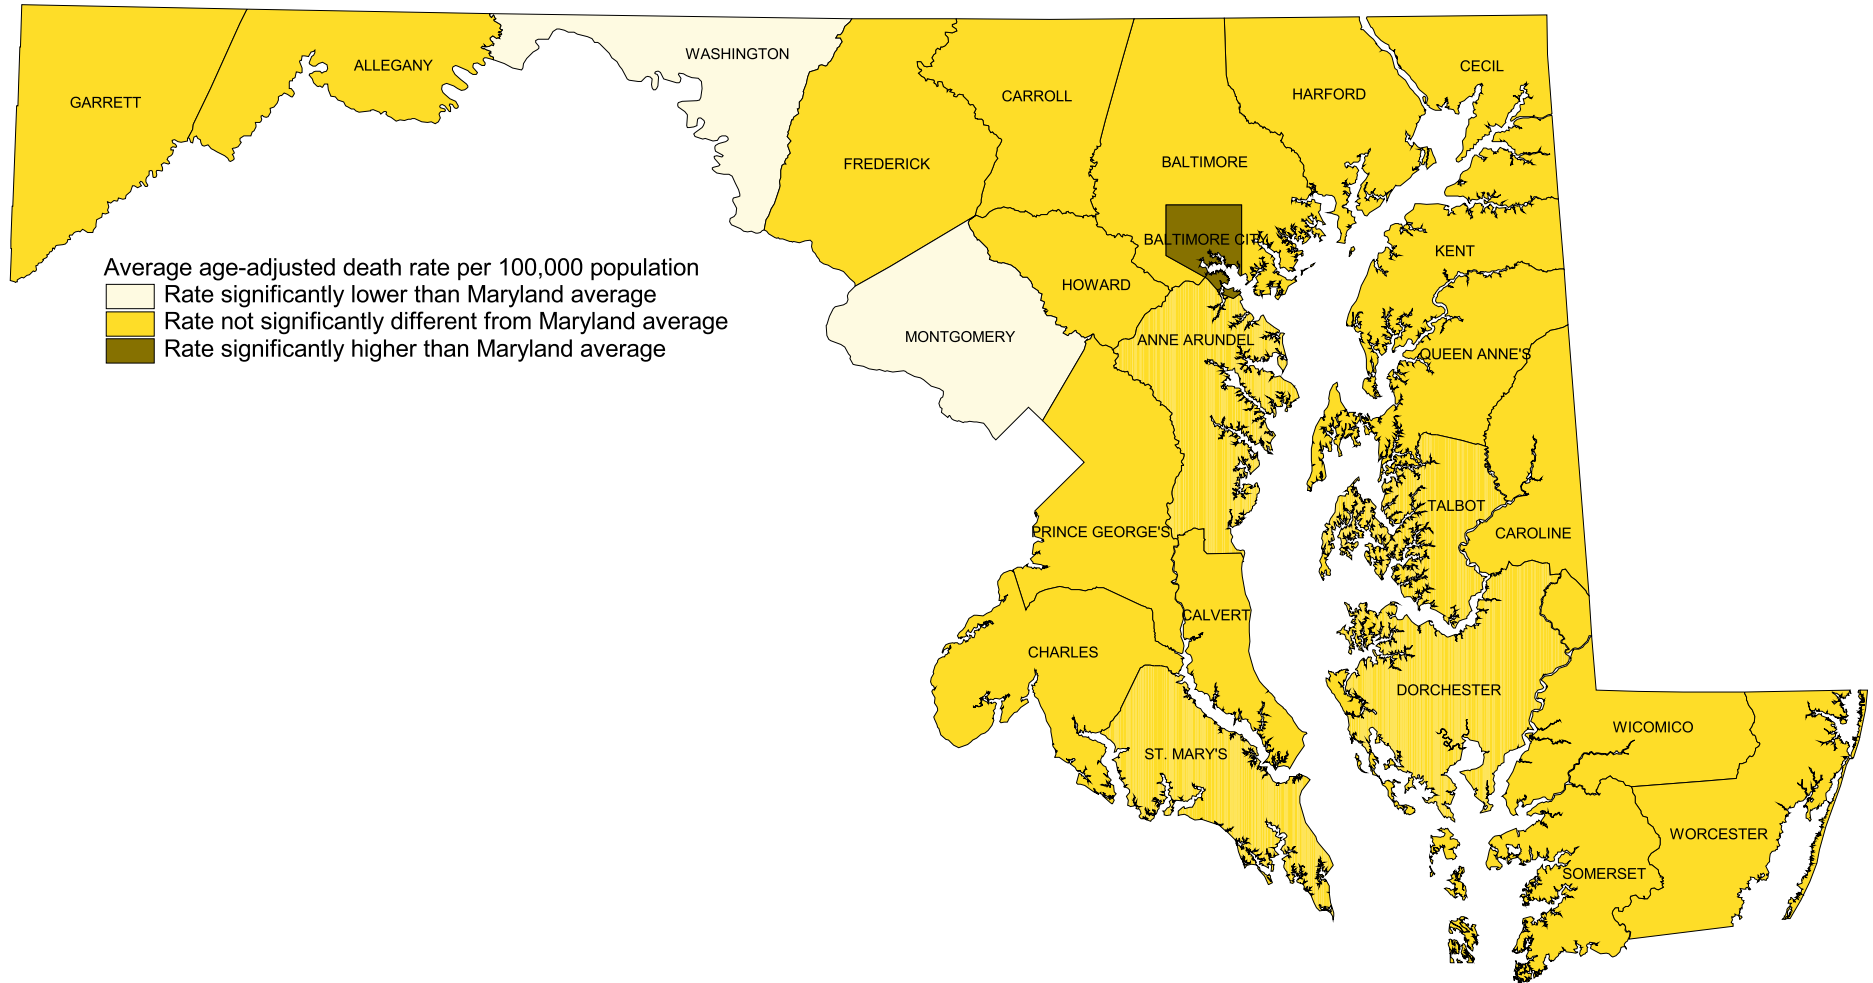 WASHINGTON
ALLEGANY
CECIL
GARRETT
CARROLL
HARFORD
FREDERICK
BALTIMORE
BALTIMORE CITY
KENT
Average age-adjusted death rate per 100,000 population
Rate significantly lower than Maryland average
Rate not significantly different from Maryland average
Rate significantly higher than Maryland average
HOWARD
MONTGOMERY
ANNE ARUNDEL
QUEEN ANNE'S
TALBOT
PRINCE GEORGE'S
CAROLINE
CALVERT
CHARLES
DORCHESTER
WICOMICO
ST. MARY'S
WORCESTER
SOMERSET